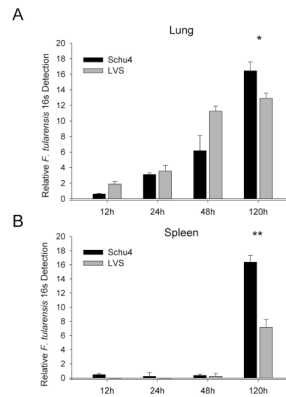 A
Lung
*
Schu4
LVS
Relative F. tularensis 16s Detection
20
18
16
14
12
10
8
6
4
2
0
12h 24h 48h 120h
B
Spleen
**
Schu4
LVS
Relative F. tularensis 16s Detection
20
18
16
14
12
10
8
6
4
2
0
12h 24h 48h 120h